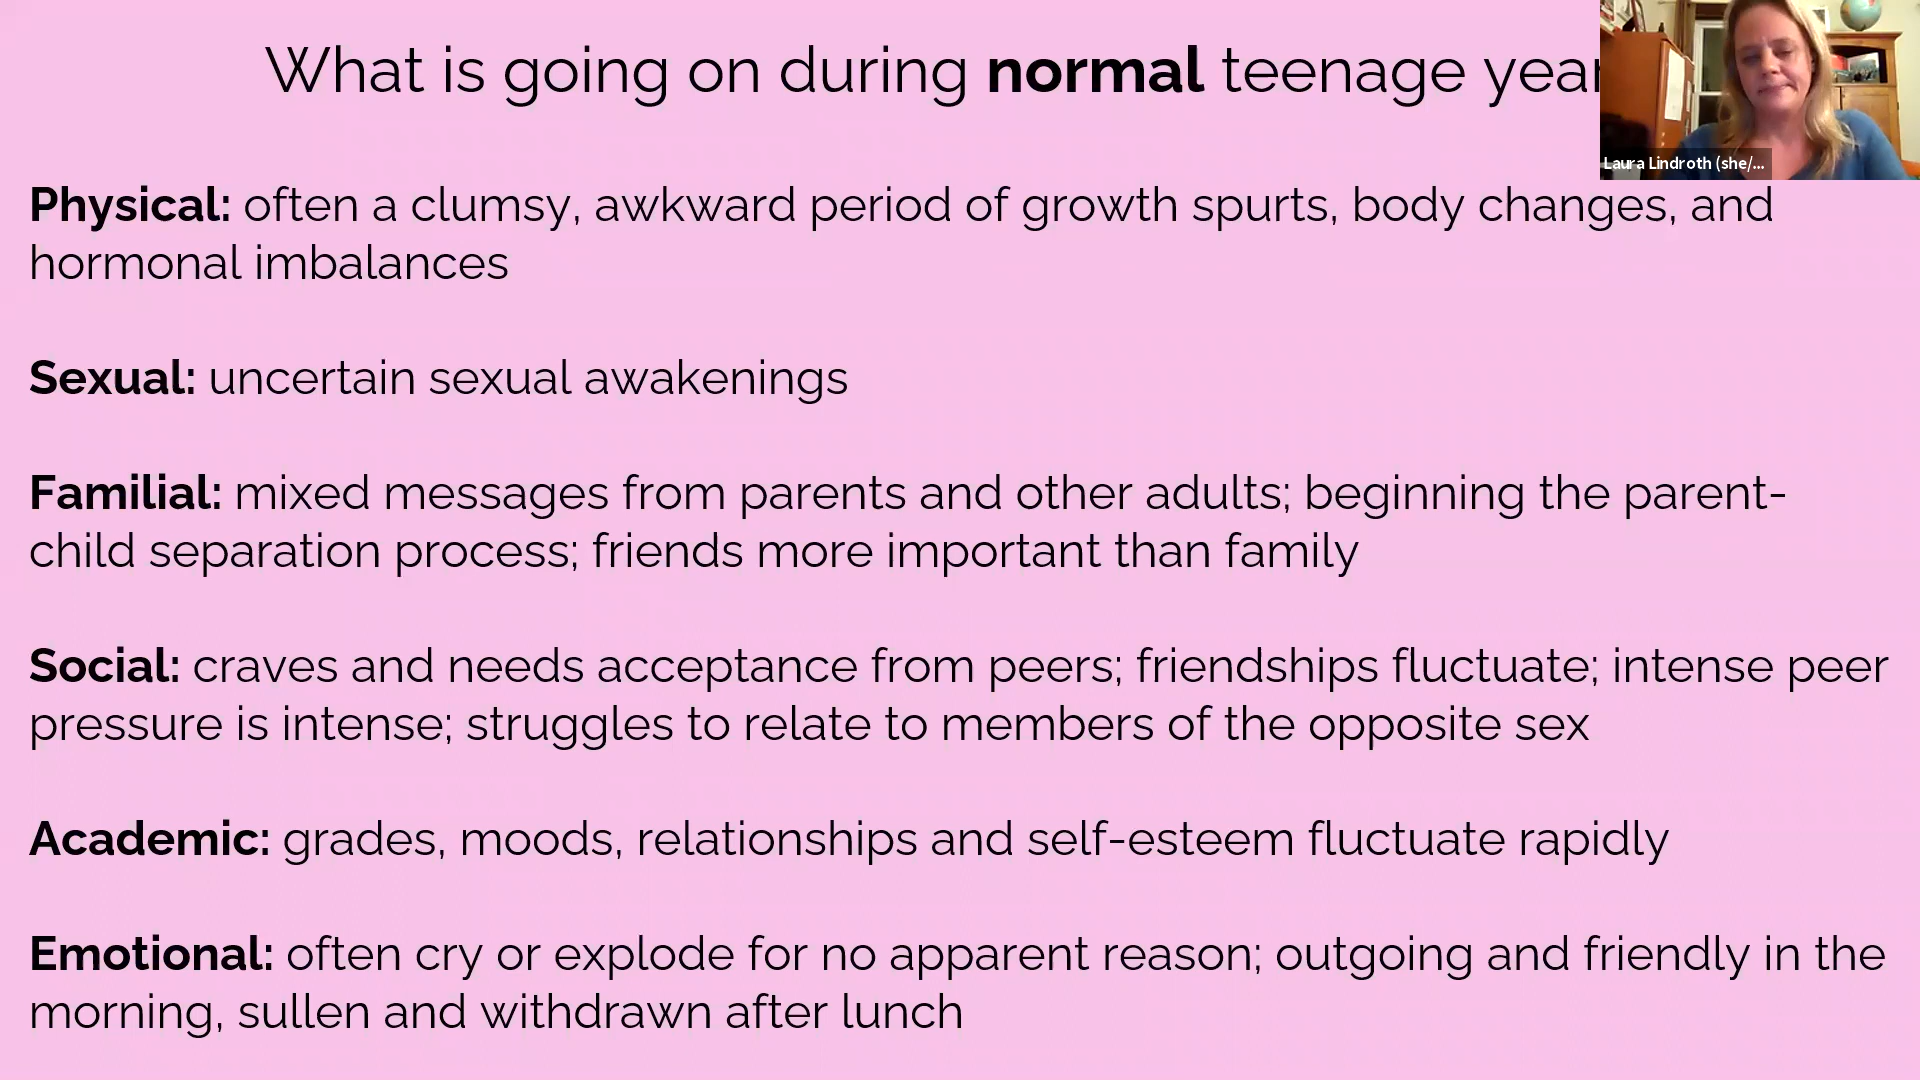 What is going on during normal teenage year
Laura Lindroth (she/...
Physical: often a clumsy, awkward period of growth spurts, body changes, and
hormonal imbalances
Sexual: uncertain sexual awakenings
Familial: mixed messages from parents and other adults; beginning the parent-
child separation process; friends more important than family
Social: craves and needs acceptance from peers; friendships fluctuate; intense peer
pressure is intense; struggles to relate to members of the opposite sex
Academic: grades, moods, relationships and self-esteem fluctuate rapidly
Emotional: often cry or explode for no apparent reason; outgoing and friendly in the
morning, sullen and withdrawn after lunch